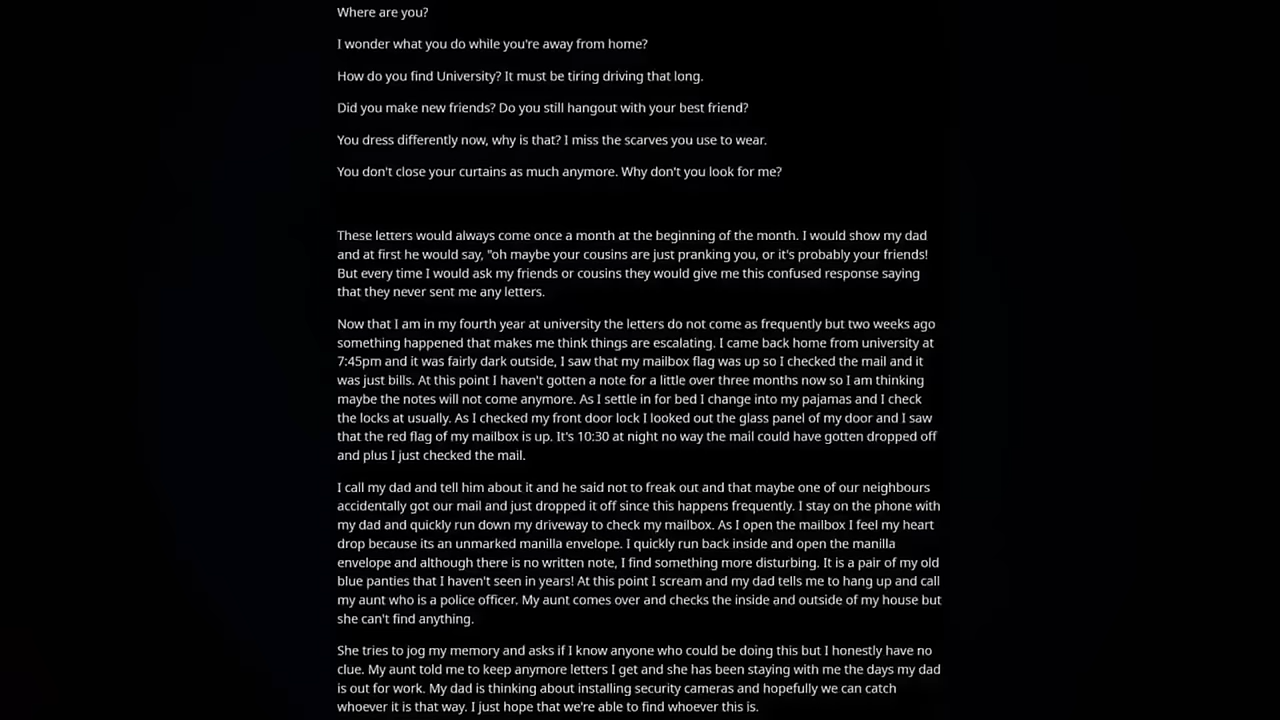 Where are you?
I wonder what you do while you're away from home?
How do you find University? It must be tiring driving that long.
Did you make new friends? Do you still hangout with your best friend?
You dress differently now, why is that? I miss the scarves you use to wear.
You don't close your curtains as much anymore. Why don't you look for me?
These letters would always come once a month at the beginning of the month. I would show my dad
and at first he would say, "oh maybe your cousins are just pranking you, or it's probably your friends!
But every time I would ask my friends or cousins they would give me this confused response saying
that they never sent me any letters.
Now that I am in my fourth year at university the letters do not come as frequently but two weeks ago
something happened that makes me think things are escalating. I came back home from university at
7:45pm and it was fairly dark outside, I saw that my mailbox flag was up so I checked the mail and it
was just bills. At this point I haven't gotten a note for a little over three months now so I am thinking
maybe the notes will not come anymore. As I settle in for bed I change into my pajamas and I check
the locks at usually. As I checked my front door lock I looked out the glass panel of my door and I saw
that the red flag of my mailbox is up. It's 10:30 at night no way the mail could have gotten dropped off
and plus I just checked the mail.
I call my dad and tell him about it and he said not to freak out and that maybe one of our neighbours
accidentally got our mail and just dropped it off since this happens frequently. I stay on the phone with
my dad and quickly run down my driveway to check my mailbox. As I open the mailbox I feel my heart
drop because its an unmarked manilla envelope. I quickly run back inside and open the manilla
envelope and although there is no written note, I find something more disturbing. It is a pair of my old
blue panties that I haven't seen in years! At this point I scream and my dad tells me to hang up and call
my aunt who is a police officer. My aunt comes over and checks the inside and outside of my house but
she can't find anything.
She tries to jog my memory and asks if I know anyone who could be doing this but I honestly have no
clue. My aunt told me to keep anymore letters I get and she has been staying with me the days my dad
is out for work. My dad is thinking about installing security cameras and hopefully we can catch
whoever it is that way. I just hope that we're able to find whoever this is.